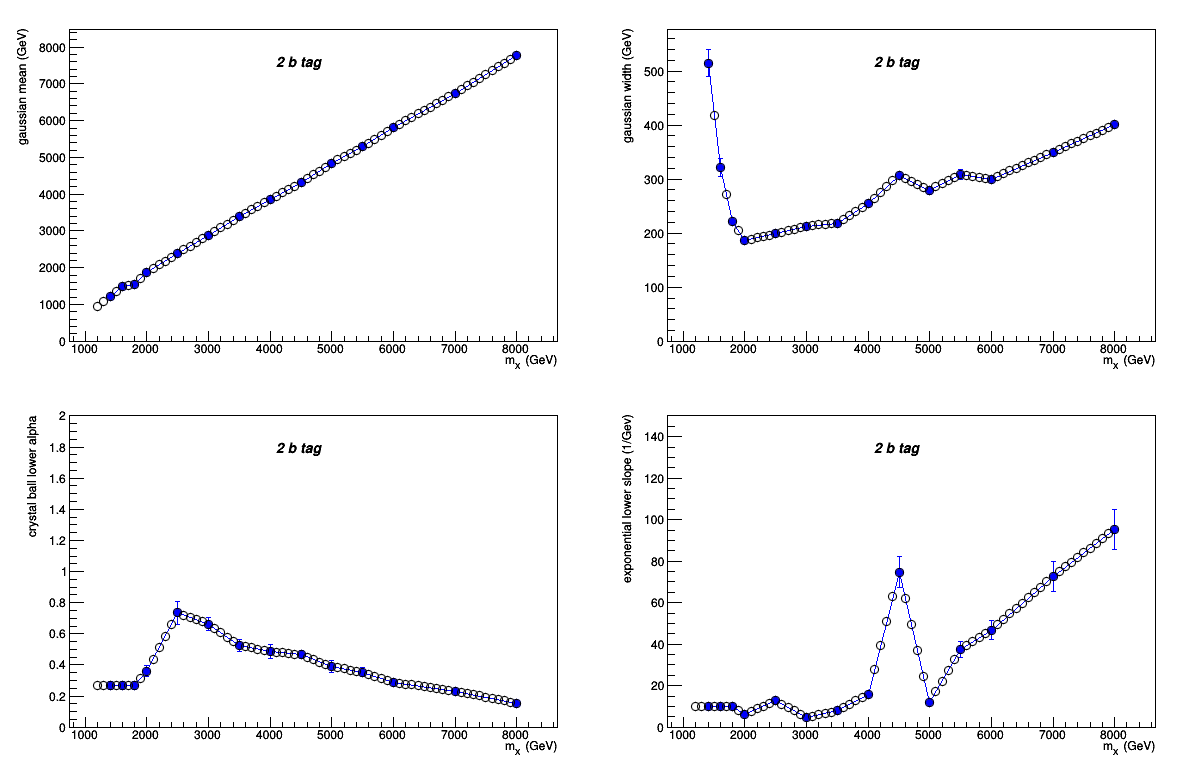 2 b tag
gaussian mean (GeV)
8000
7000
6000
5000
4000
3000
2000
1000
0
1000 2000 3000 4000 5000 6000 7000 8000
m_x (GeV)
2 b tag
gaussian width (GeV)
500
400
300
200
100
0
1000 2000 3000 4000 5000 6000 7000 8000
m_x (GeV)
2 b tag
crystal ball lower alpha
2
1.8
1.6
1.4
1.2
1
0.8
0.6
0.4
0.2
0
1000 2000 3000 4000 5000 6000 7000 8000
m_x (GeV)
2 b tag
exponential lower slope (1/Gev)
140
120
100
80
60
40
20
0
1000 2000 3000 4000 5000 6000 7000 8000
m_x (GeV)